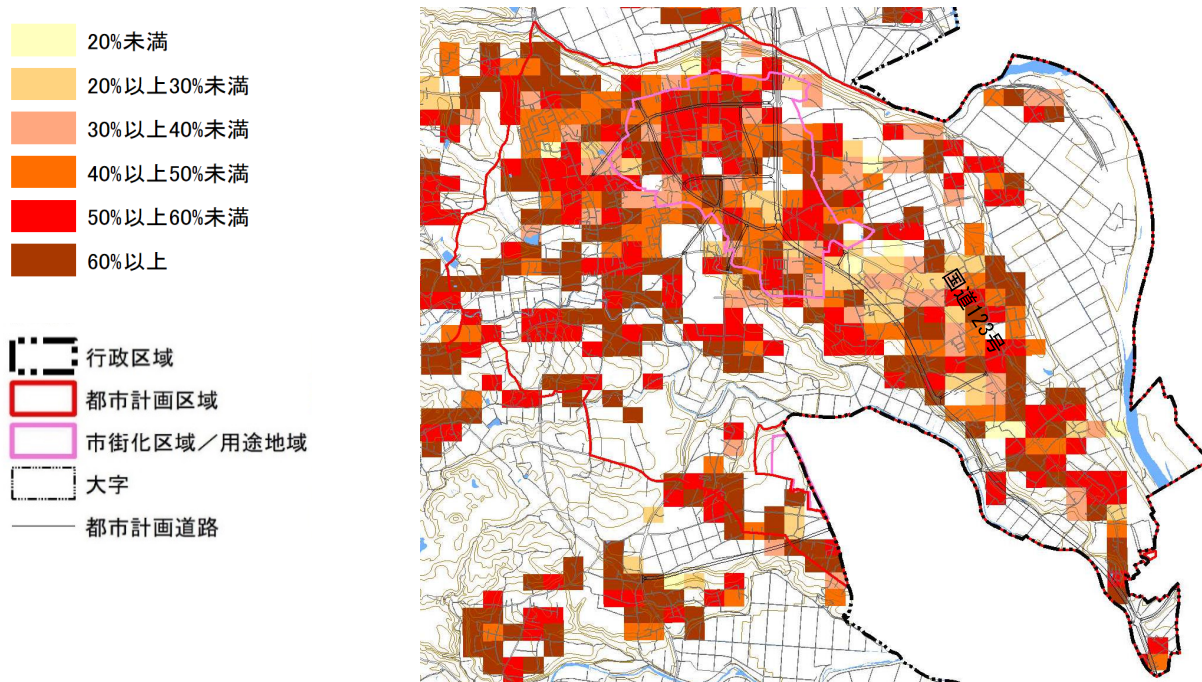 20%未満
20%以上30%未満
30%以上40%未満
40%以上50%未満
50%以上60%未満
60%以上
行政区域
都市計画区域
市街化区域／用途地域
大字
都市計画道路
国道123号